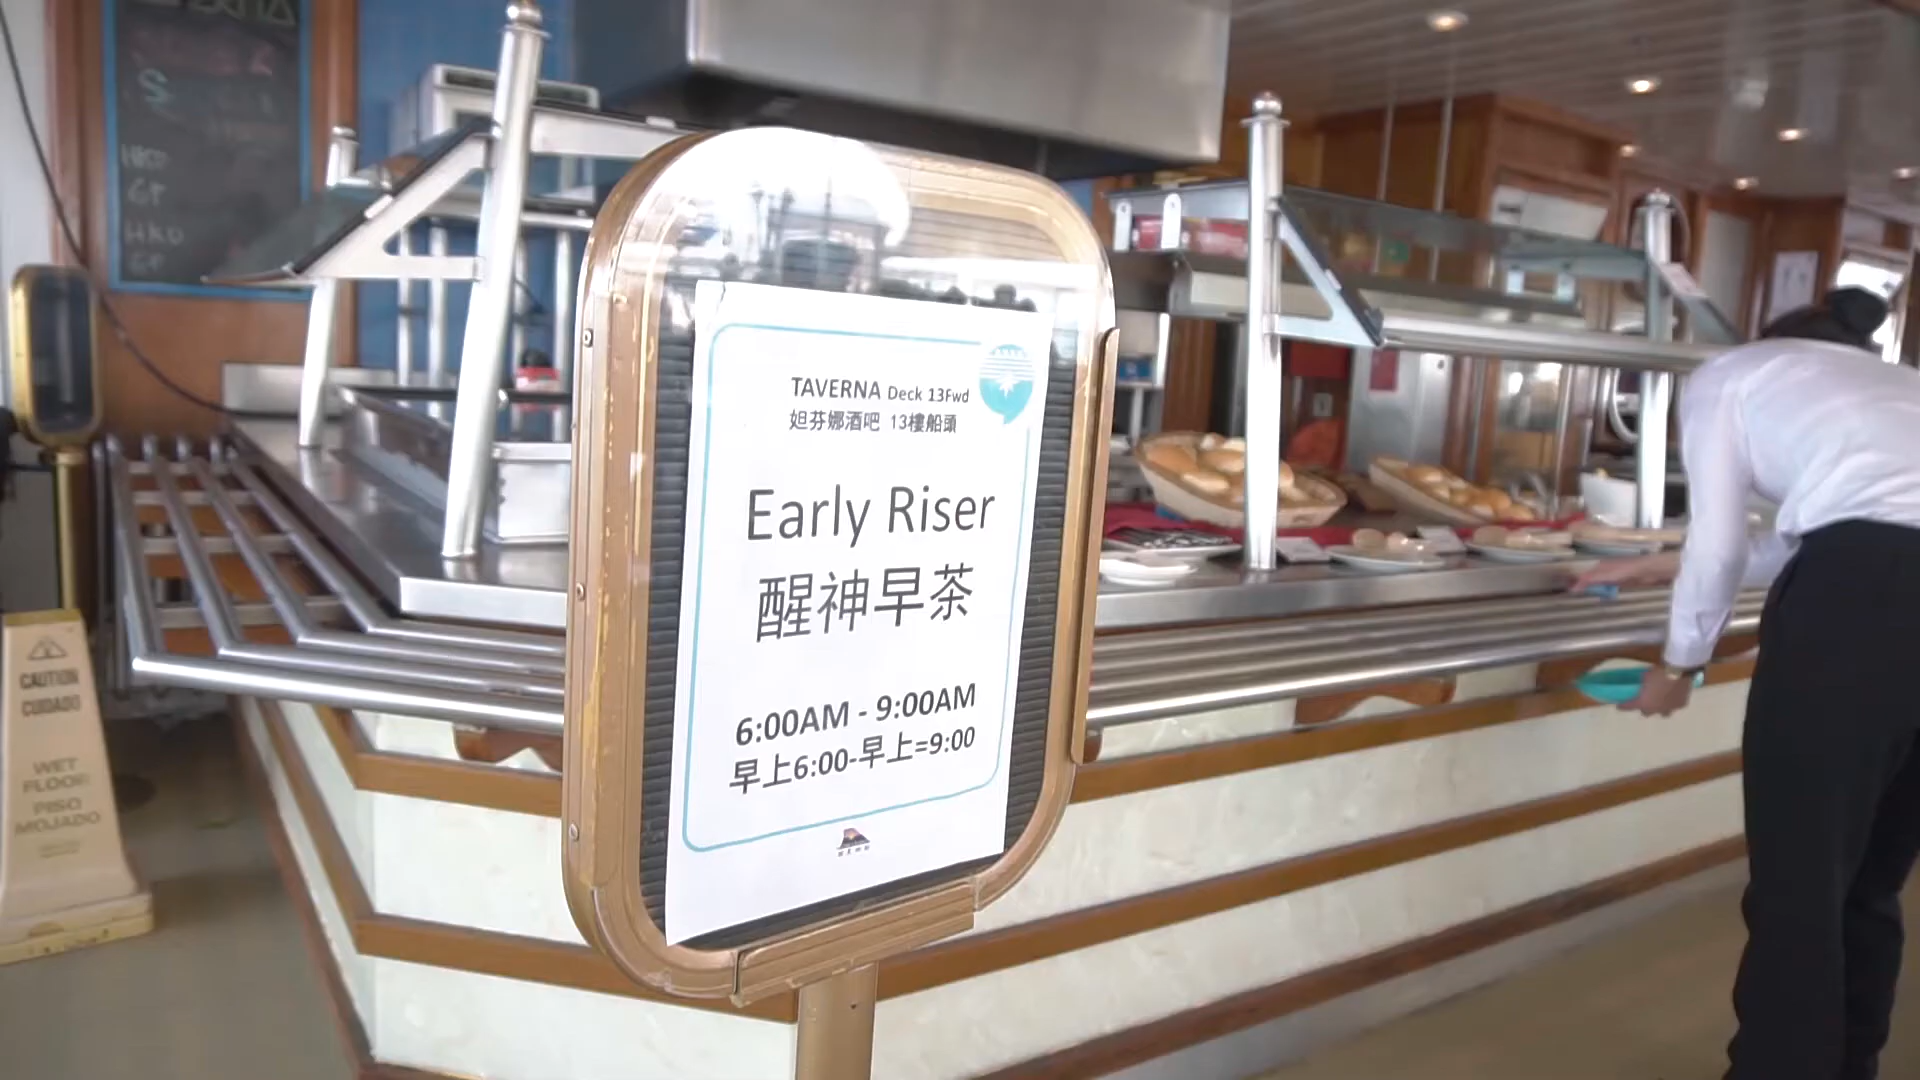 TAVERNA Deck 13Fwd
妲芬娜酒吧 13樓船頭
Early Riser
醒神早茶
6:00AM - 9:00AM
早上6:00-早上=9:00
CAUTION
CUIDADO
WET
FLOOR
PISO
MOJADO